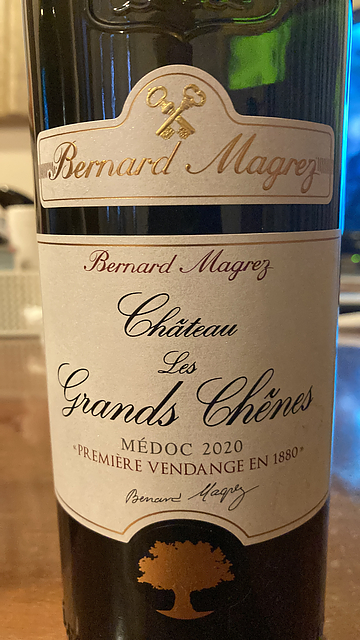 Bernard Magrez
Bernard Magrez
Château
Les
Grands Chênes
MÉDOC 2020
«PREMIÈRE VENDANGE EN 1880»
Bernard Magrez